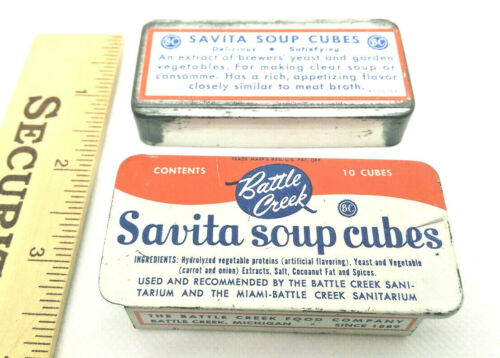 SAVITA SOUP CUBES
BC
BC
Delicious • Satisfying
An extract of brewers' yeast and garden
vegetables. For making clear soup or
consomme. Has a rich, appetizing flavor
closely similar to meat broth.
1
2
3
SECURIT
TRADE MARK REG. U.S. PAT. OFF.
CONTENTS
10 CUBES
Battle
Creek
BC
Savita soup cubes
INGREDIENTS: Hydrolyzed vegetable proteins (artificial flavoring), Yeast and Vegetable
(carrot and onion) Extracts, Salt, Cocoanut Fat and Spices.
USED AND RECOMMENDED BY THE BATTLE CREEK SANI-
TARIUM AND THE MIAMI-BATTLE CREEK SANITARIUM
THE BATTLE CREEK FOOD COMPANY
BATTLE CREEK, MICHIGAN • SINCE 1889